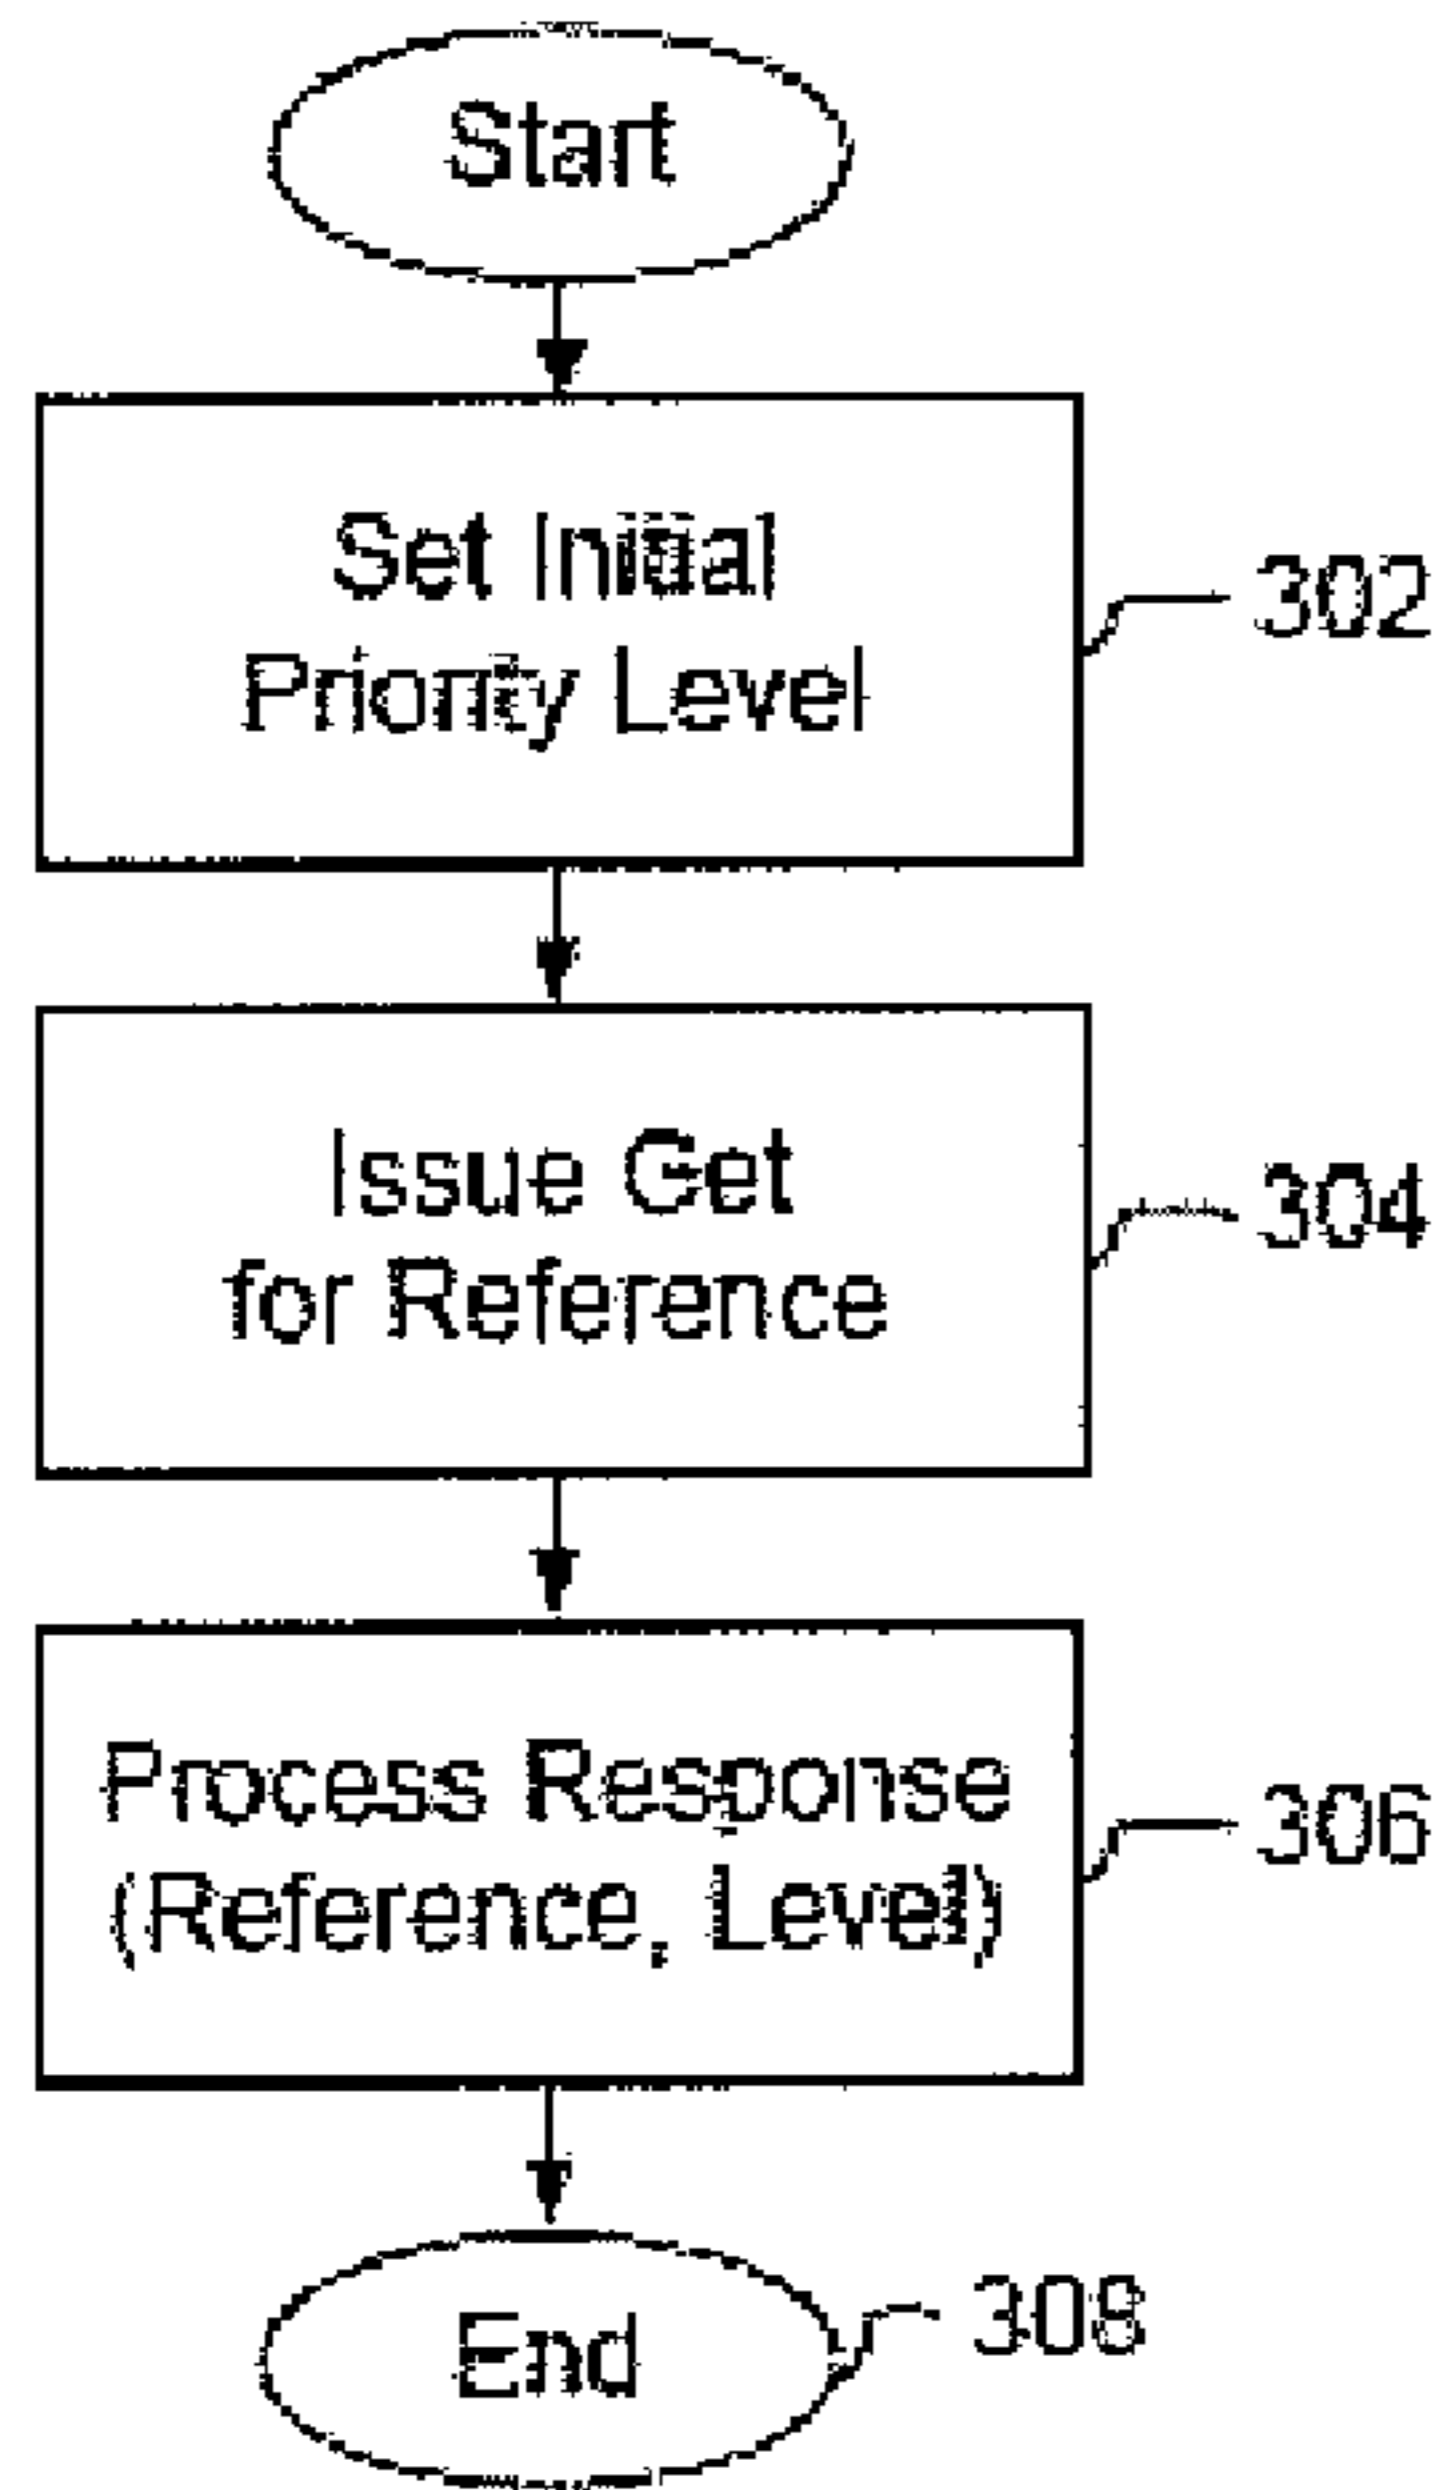 Start
Set Initial
Priority Level
302
Issue Get
for Reference
304
Process Response
(Reference, Level)
306
End
308